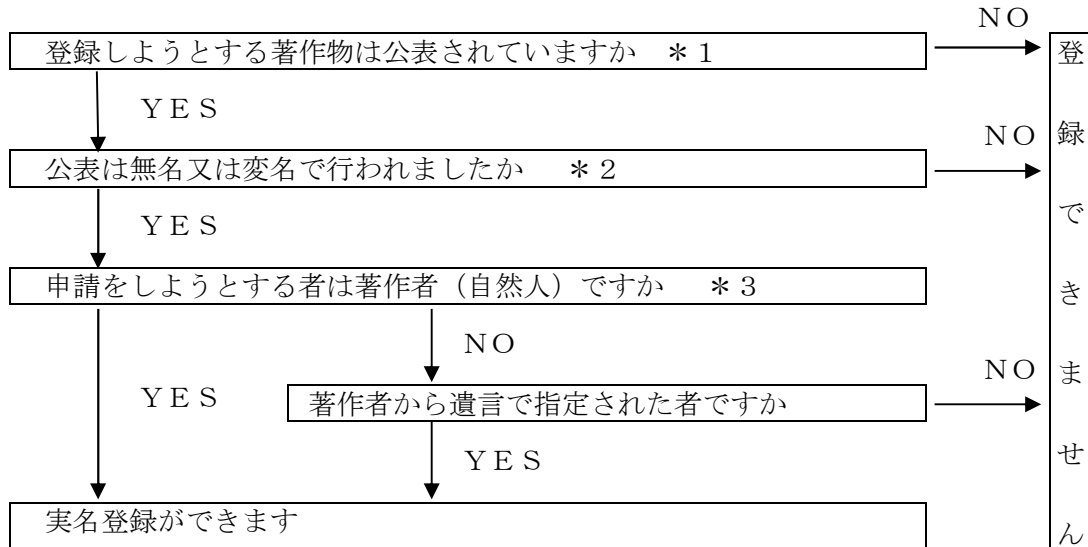 NO
登録しようとする著作物は公表されていますか ＊１
YES
NO
公表は無名又は変名で行われましたか ＊２
YES
申請をしようとする者は著作者（自然人）ですか ＊３
NO
YES
NO
著作者から遺言で指定された者ですか
YES
実名登録ができます
登録できません